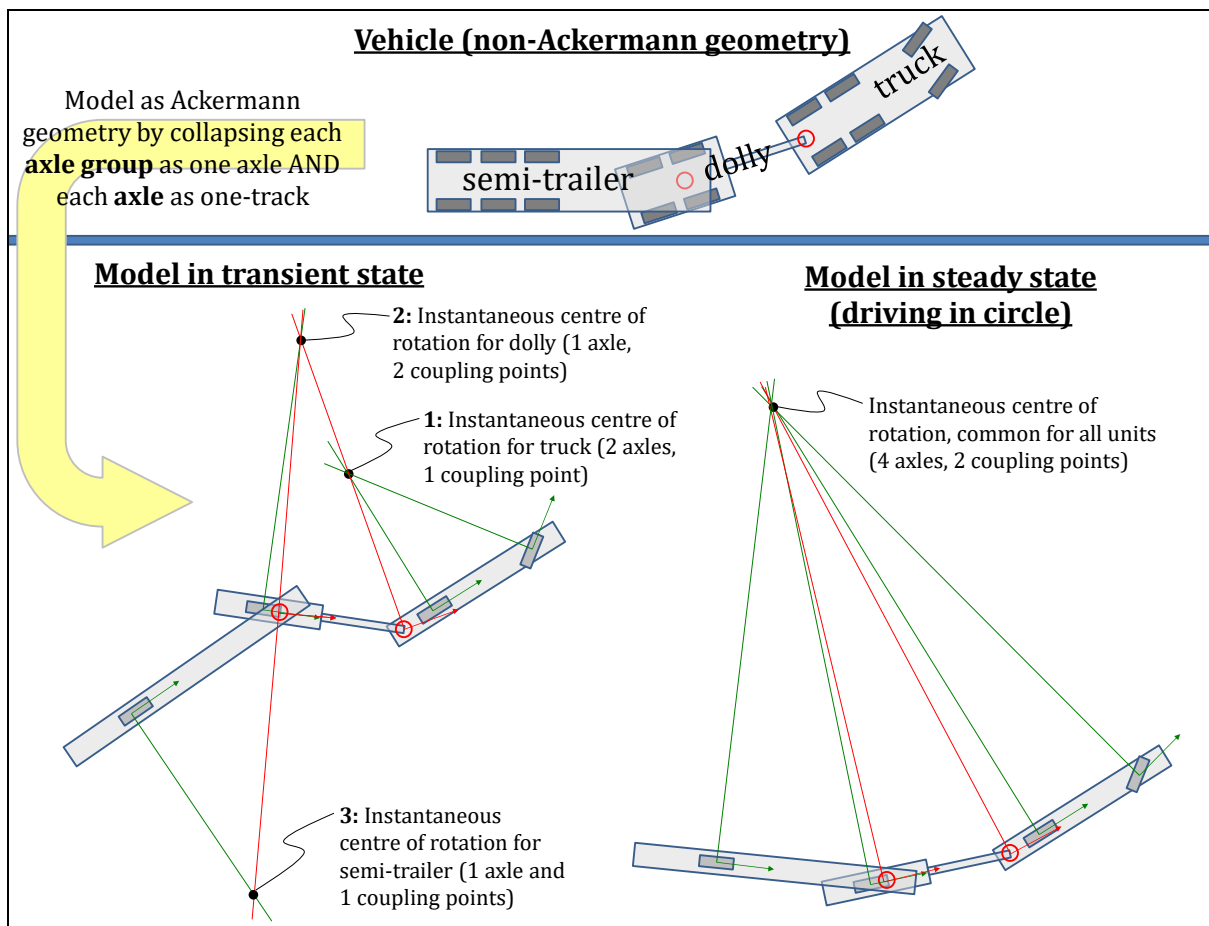 Vehicle (non-Ackermann geometry)
Model as Ackermann
geometry by collapsing each
axle group as one axle AND
each axle as one-track
truck
dolly
semi-trailer
Model in transient state
2: Instantaneous centre of
rotation for dolly (1 axle,
2 coupling points)
1: Instantaneous centre of
rotation for truck (2 axles,
1 coupling point)
3: Instantaneous
centre of rotation for
semi-trailer (1 axle and
1 coupling points)
Model in steady state
(driving in circle)
Instantaneous centre of
rotation, common for all units
(4 axles, 2 coupling points)